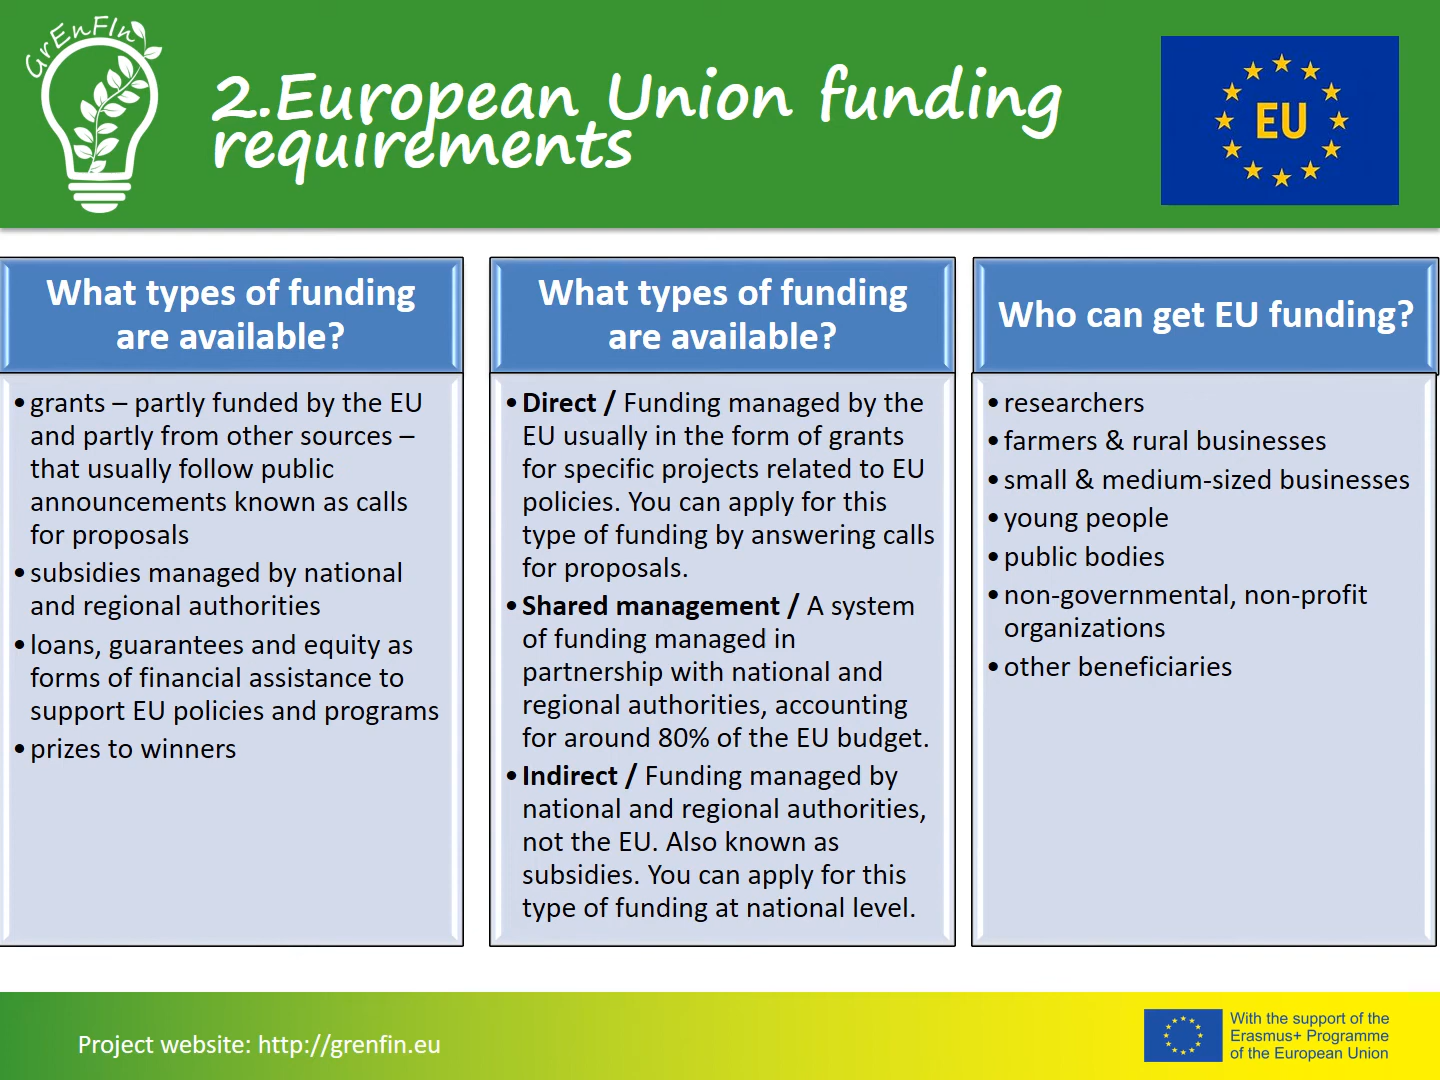 GrEnFIn
2.European Union funding
requirements
EU
What types of funding
are available?
• grants – partly funded by the EU
and partly from other sources –
that usually follow public
announcements known as calls
for proposals
• subsidies managed by national
and regional authorities
• loans, guarantees and equity as
forms of financial assistance to
support EU policies and programs
• prizes to winners
What types of funding
are available?
• Direct / Funding managed by the
EU usually in the form of grants
for specific projects related to EU
policies. You can apply for this
type of funding by answering calls
for proposals.
• Shared management / A system
of funding managed in
partnership with national and
regional authorities, accounting
for around 80% of the EU budget.
• Indirect / Funding managed by
national and regional authorities,
not the EU. Also known as
subsidies. You can apply for this
type of funding at national level.
Who can get EU funding?
• researchers
• farmers & rural businesses
• small & medium-sized businesses
• young people
• public bodies
• non-governmental, non-profit
organizations
• other beneficiaries
Project website: http://grenfin.eu
With the support of the
Erasmus+ Programme
of the European Union